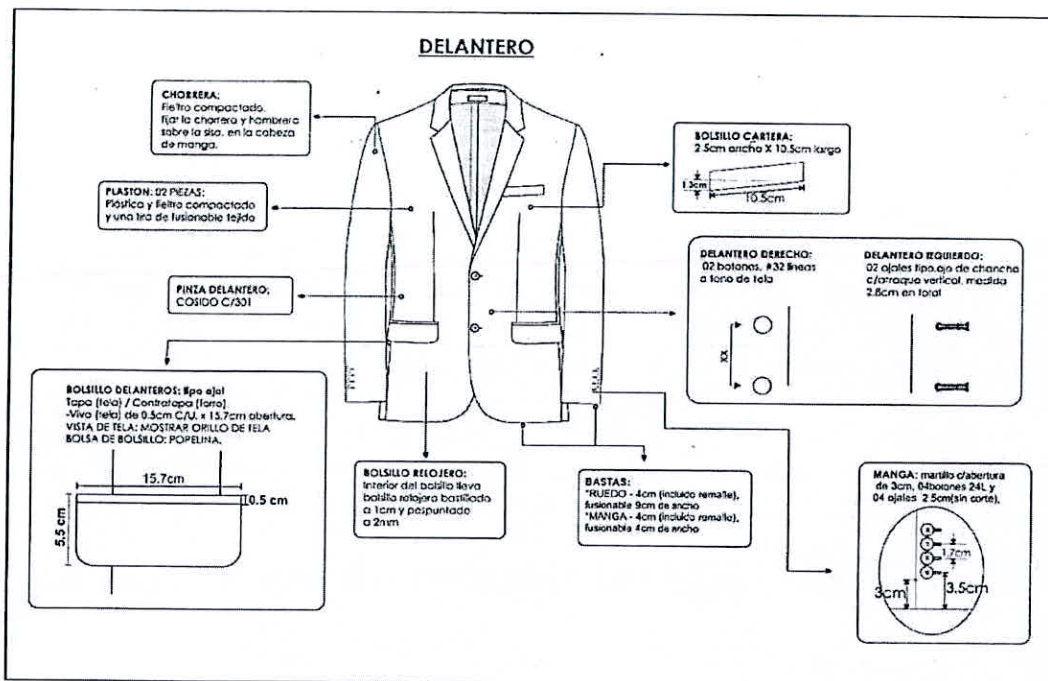 DELANTERO
CHORRERA:
Fieltro compactado.
Fijar la chorrera y hombrera
sobre la sisa, en la cabeza
de manga.
PLASTON: 02 PIEZAS:
Plástica y fieltro compactado
y una tira de fusionable tejido
PINZA DELANTERO:
COSIDO C/301
BOLSILLO CARTERA:
2.5cm ancho X 10.5cm largo
1.3cm
10.5cm
DELANTERO DERECHO:
02 botones, #32 líneas
a tono de tela
XX
DELANTERO IZQUIERDO:
02 ojales tipo ojo de chancho
c/atraque vertical, medida
2.8cm en total
BOLSILLO DELANTEROS: tipo ojal
Tapa (tela) / Contratapa (forro)
-Vivo (tela) de 0.5cm C/U. x 15.7cm abertura.
VISTA DE TELA: MOSTRAR ORILLO DE TELA
BOLSA DE BOLSILLO: POPELINA.
15.7cm
0.5 cm
5.5 cm
BOLSILLO RELOJERO:
Interior del bolsillo lleva
bolsillo relojero bastillado
a 1cm y pespuntado
a 2mm
BASTAS:
*RUEDO - 4cm (incluido remalle),
fusionable 9cm de ancho
*MANGA - 4cm (incluido remalle),
fusionable 4cm de ancho
MANGA: martillo c/abertura
de 3cm, 04botones 24L y
04 ojales 2.5cm(sin corte),
1.7cm
3cm
3.5cm